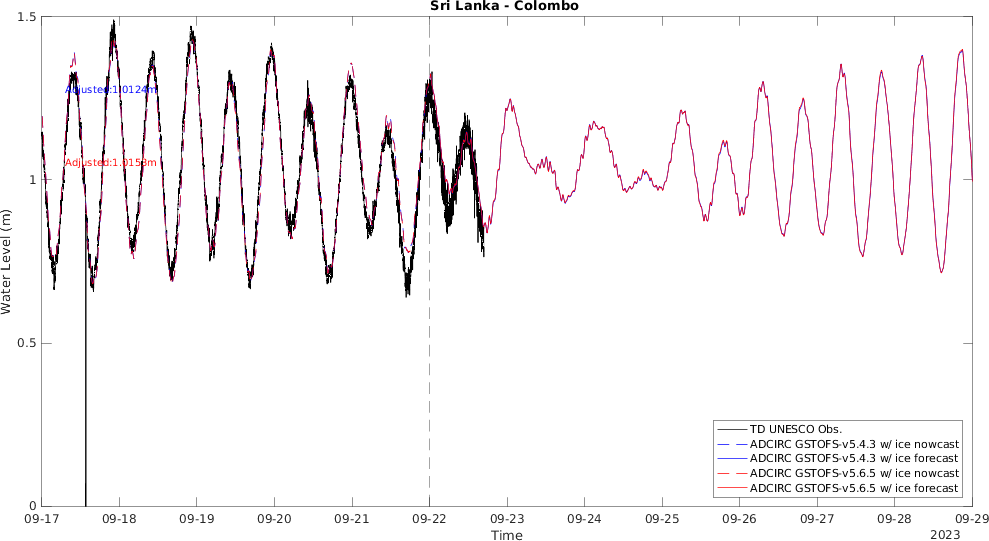 Sri Lanka - Colombo
1.5
Adjusted:1.0124m
Adjusted:1.0153m
1
Water Level (m)
0.5
TD UNESCO Obs.
ADCIRC GSTOFS-v5.4.3 w/ ice nowcast
ADCIRC GSTOFS-v5.4.3 w/ ice forecast
ADCIRC GSTOFS-v5.6.5 w/ ice nowcast
ADCIRC GSTOFS-v5.6.5 w/ ice forecast
0
09-17 09-18 09-19 09-20 09-21 09-22 09-23 09-24 09-25 09-26 09-27 09-28 09-29
Time
2023